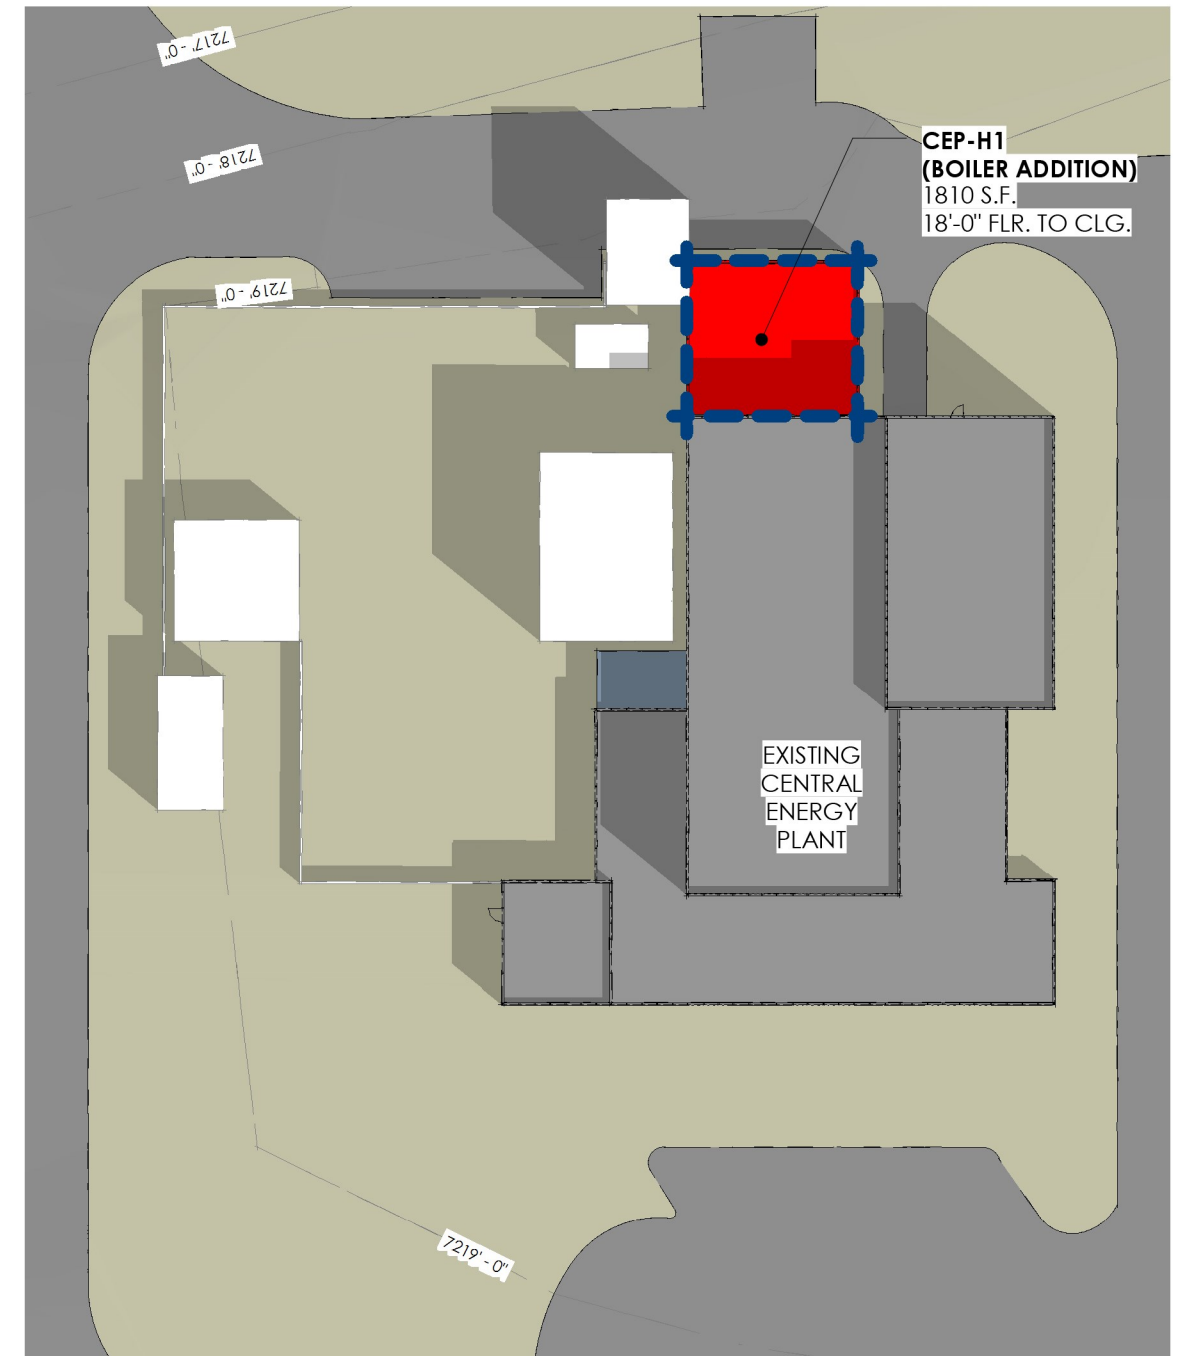 7217' - 0"
CEP-H1
(BOILER ADDITION)
1810 S.F.
18'-0" FLR. TO CLG.
7218' - 0"
7219' - 0"
EXISTING
CENTRAL
ENERGY
PLANT
7219' - 0"